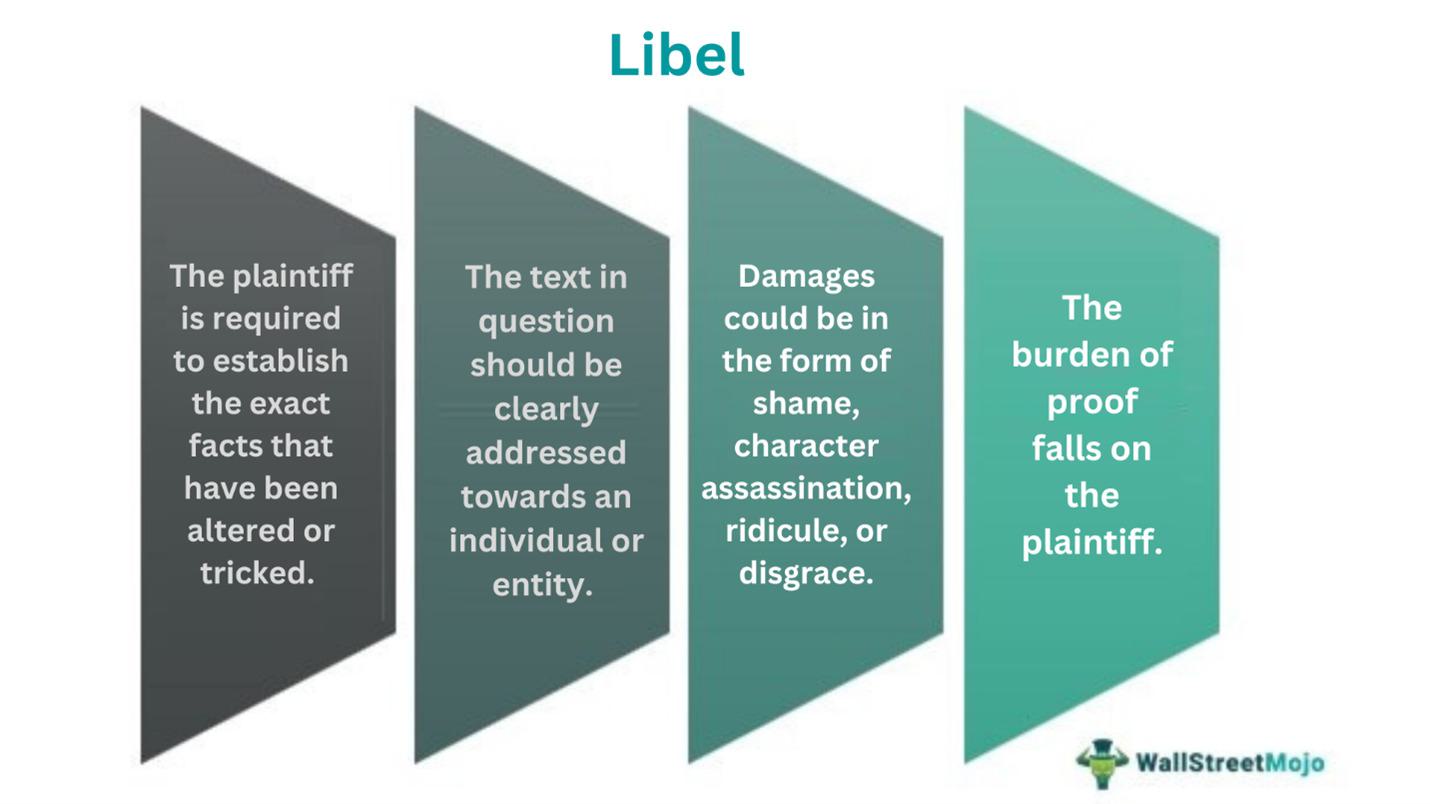 Libel
The plaintiff
is required
to establish
the exact
facts that
have been
altered or
tricked.
The text in
question
should be
clearly
addressed
towards an
individual or
entity.
Damages
could be in
the form of
shame,
character
assassination,
ridicule, or
disgrace.
The
burden of
proof
falls on
the
plaintiff.
WallStreetMojo